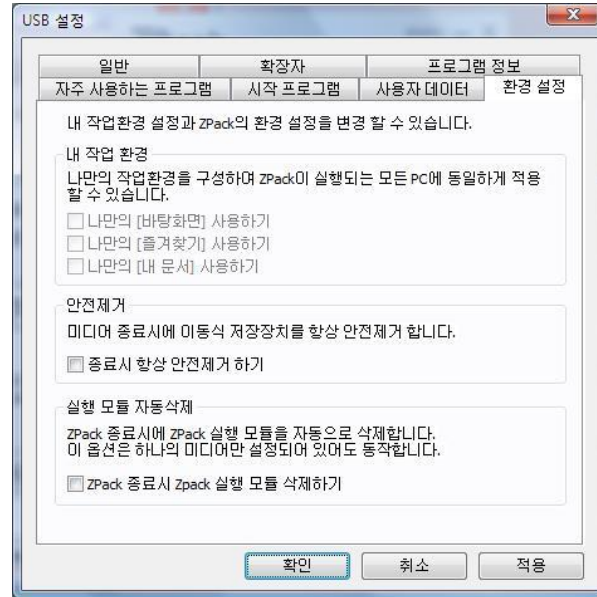 USB 설정
일반 확장자 프로그램 정보
자주 사용하는 프로그램 시작 프로그램 사용자 데이터 환경 설정
내 작업환경 설정과 ZPack의 환경 설정을 변경 할 수 있습니다.
내 작업 환경
나만의 작업환경을 구성하여 ZPack이 실행되는 모든 PC에 동일하게 적용
할 수 있습니다.
나만의 [바탕화면] 사용하기
나만의 [즐겨찾기] 사용하기
나만의 [내 문서] 사용하기
안전제거
미디어 종료시에 이동식 저장장치를 항상 안전제거 합니다.
종료시 항상 안전제거 하기
실행 모듈 자동삭제
ZPack 종료시에 ZPack 실행 모듈을 자동으로 삭제합니다.
이 옵션은 하나의 미디어만 설정되어 있어도 동작합니다.
ZPack 종료시 Zpack 실행 모듈 삭제하기
확인 취소 적용